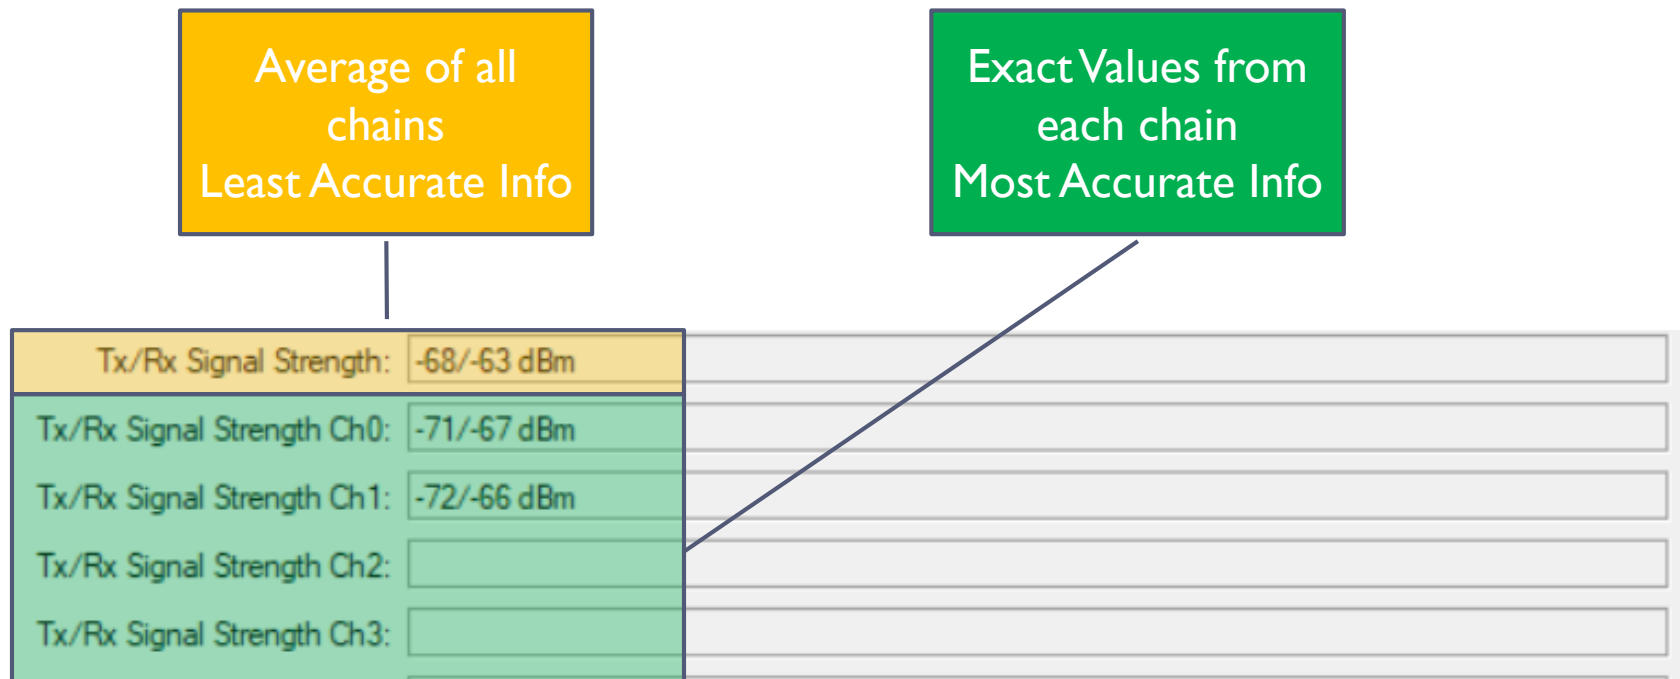 Average of all
chains
Least Accurate Info
Exact Values from
each chain
Most Accurate Info
Tx/Rx Signal Strength: -68/-63 dBm
Tx/Rx Signal Strength Ch0: -71/-67 dBm
Tx/Rx Signal Strength Ch1: -72/-66 dBm
Tx/Rx Signal Strength Ch2:
Tx/Rx Signal Strength Ch3: